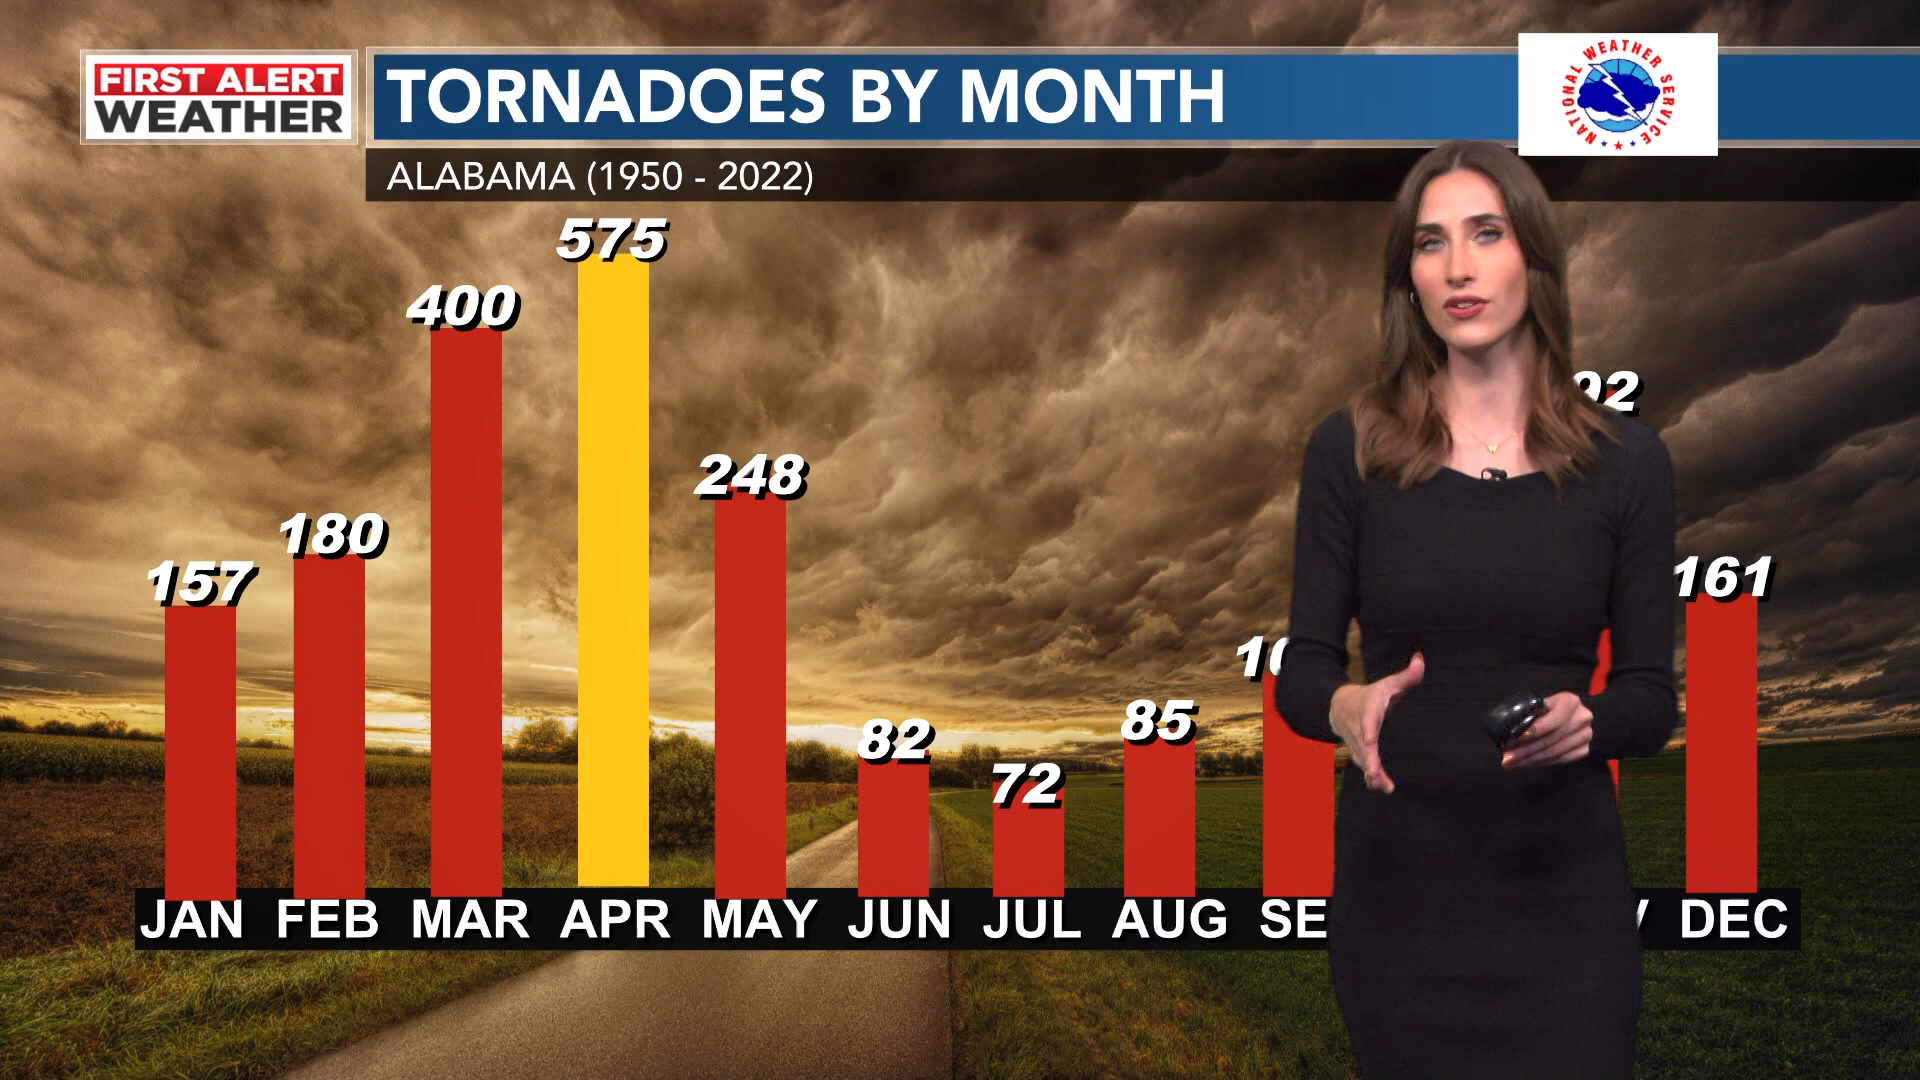 FIRST ALERT
WEATHER
TORNADOES BY MONTH
NATIONAL WEATHER SERVICE
ALABAMA (1950 - 2022)
575
400
248
180
157
161
82
72
85
JAN FEB MAR APR MAY JUN JUL AUG DEC